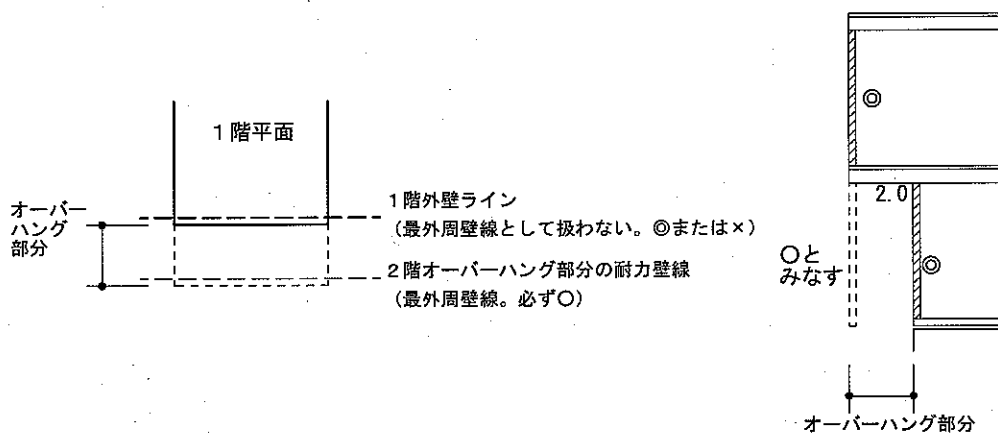 1階平面
オーバー
ハング
部分
1階外壁ライン
(最外周壁線として扱わない。◎または×)
2階オーバーハング部分の耐力壁線
(最外周壁線。必ず○)
◎
2.0
○と
みなす
◎
オーバーハング部分